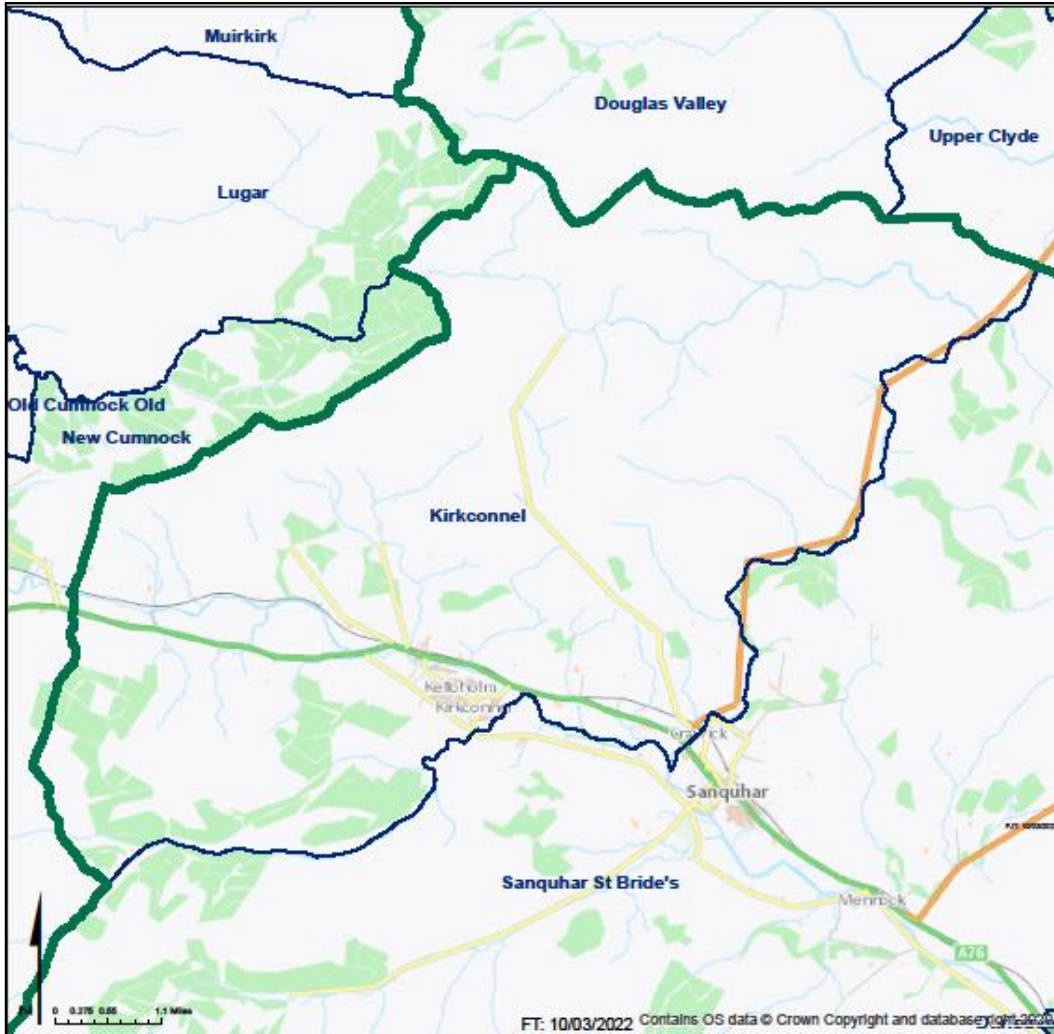 Muirkirk
Douglas Valley
Upper Clyde
Lugar
Old Cumnock Old
New Cumnock
Kirkconnel
Kelloholm
Kirkconnel
Crawick
Sanquhar
Sanquhar St Bride's
Mennock
A76
N
0 0.275 0.55 1.1 Miles
FT: 10/03/2022 Contains OS data © Crown Copyright and database right 2020